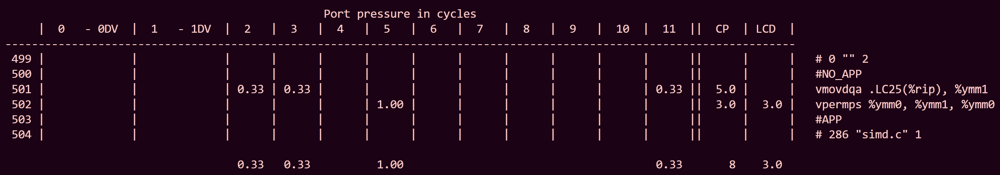 Port pressure in cycles
| 0 - 0DV | 1 - 1DV | 2 | 3 | 4 | 5 | 6 | 7 | 8 | 9 | 10 | 11 || CP | LCD |
-----------------------------------------------------------------------------------------------------------------------
499 | | | | | | | | | | | | || | | # 0 "" 2
500 | | | | | | | | | | | | || | | #NO_APP
501 | | | 0.33 | 0.33 | | | | | | | | 0.33 || 5.0 | | vmovdqa .LC25(%rip), %ymm1
502 | | | | | | 1.00 | | | | | | || 3.0 | 3.0 | vpermps %ymm0, %ymm1, %ymm0
503 | | | | | | | | | | | | || | | #APP
504 | | | | | | | | | | | | || | | # 286 "simd.c" 1
0.33 0.33 1.00 0.33 8 3.0